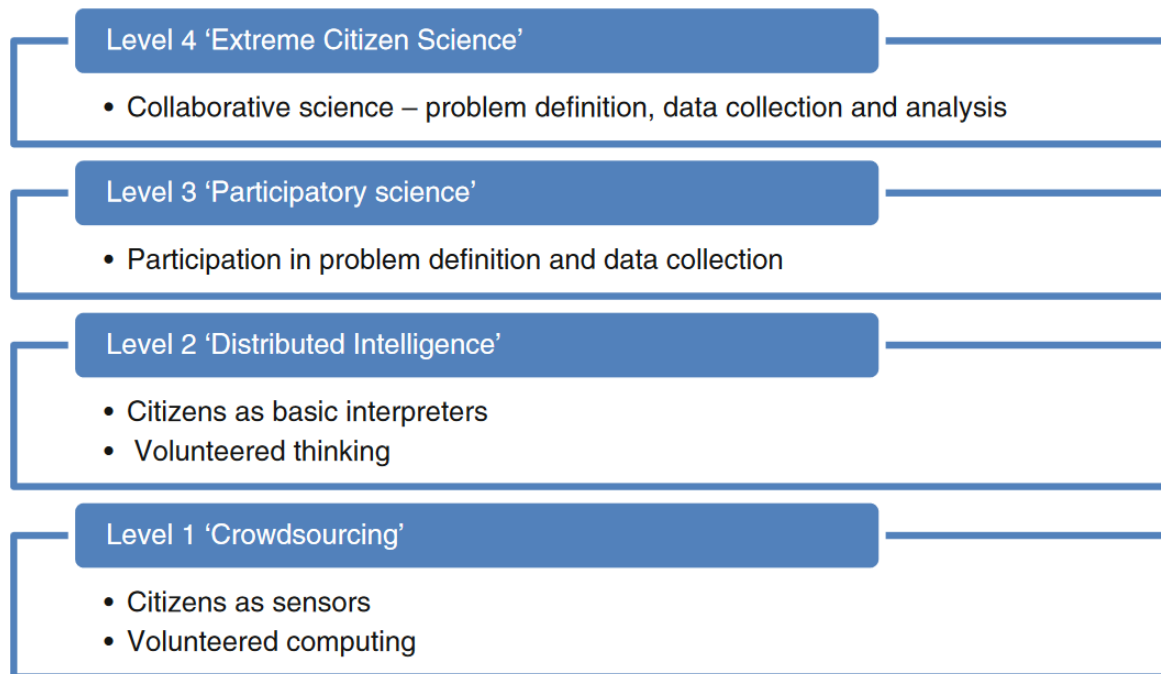 Level 4 ‘Extreme Citizen Science’
• Collaborative science – problem definition, data collection and analysis
Level 3 ‘Participatory science’
• Participation in problem definition and data collection
Level 2 ‘Distributed Intelligence’
• Citizens as basic interpreters
• Volunteered thinking
Level 1 ‘Crowdsourcing’
• Citizens as sensors
• Volunteered computing